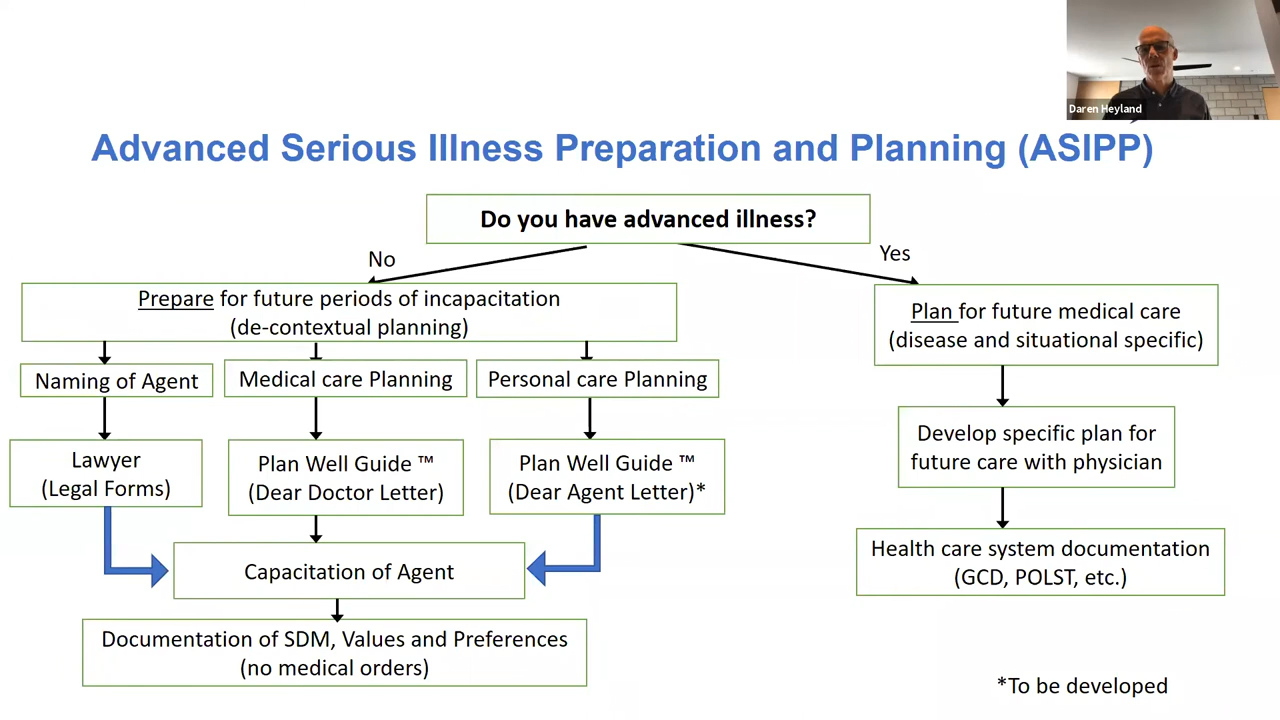 Daren Heyland
Advanced Serious Illness Preparation and Planning (ASIPP)
Do you have advanced illness?
No
Yes
Prepare for future periods of incapacitation
(de-contextual planning)
Plan for future medical care
(disease and situational specific)
Naming of Agent
Medical care Planning
Personal care Planning
Lawyer
(Legal Forms)
Plan Well Guide ™
(Dear Doctor Letter)
Plan Well Guide ™
(Dear Agent Letter)*
Develop specific plan for
future care with physician
Capacitation of Agent
Health care system documentation
(GCD, POLST, etc.)
Documentation of SDM, Values and Preferences
(no medical orders)
*To be developed